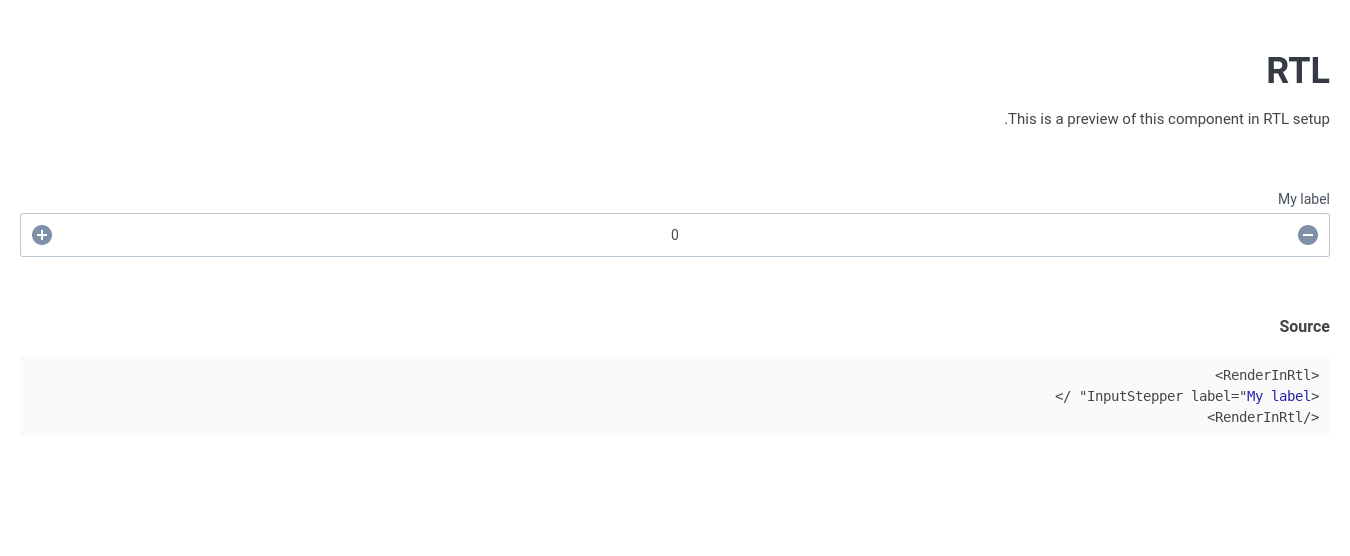 RTL
.This is a preview of this component in RTL setup
My label
0
Source
<RenderInRtl>
</ "InputStepper label="My label>
<RenderInRtl/>